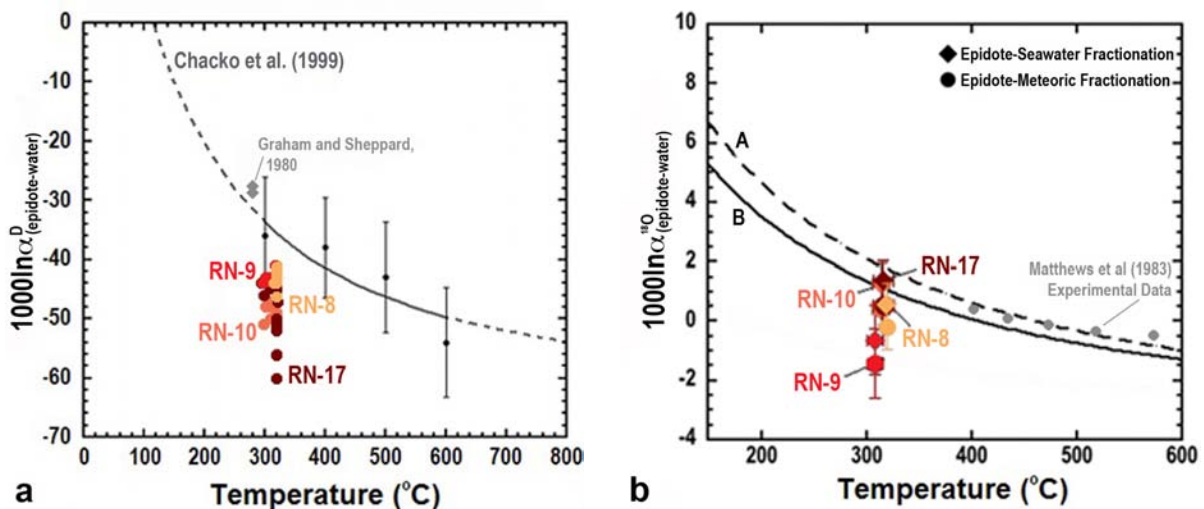 0
-10
-20
-30
-40
-50
-60
-70
1000lnα D (epidote-water)
Chacko et al. (1999)
Graham and Sheppard,
1980
RN-9
RN-8
RN-10
RN-17
0 100 200 300 400 500 600 700 800
Temperature (°C)
a
10
8
6
4
2
0
-2
-4
1000lnα 18O (epidote-water)
Epidote-Seawater Fractionation
Epidote-Meteoric Fractionation
A
B
RN-17
RN-10
Matthews et al (1983)
Experimental Data
RN-8
RN-9
200 300 400 500 600
Temperature (°C)
b